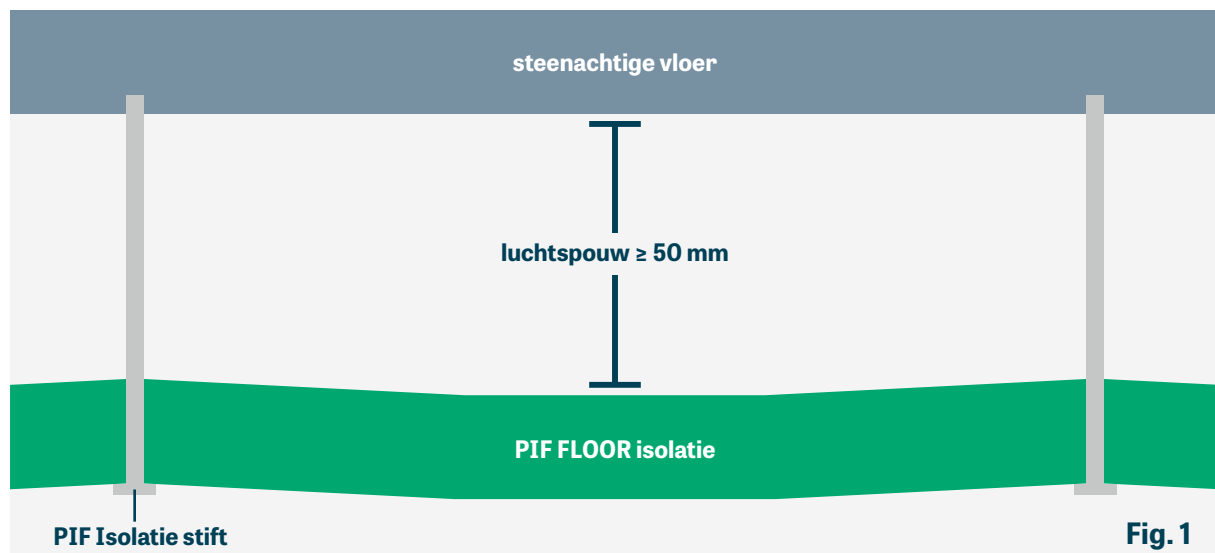 steenachtige vloer
luchtspouw ≥ 50 mm
PIF FLOOR isolatie
PIF Isolatie stift
Fig. 1